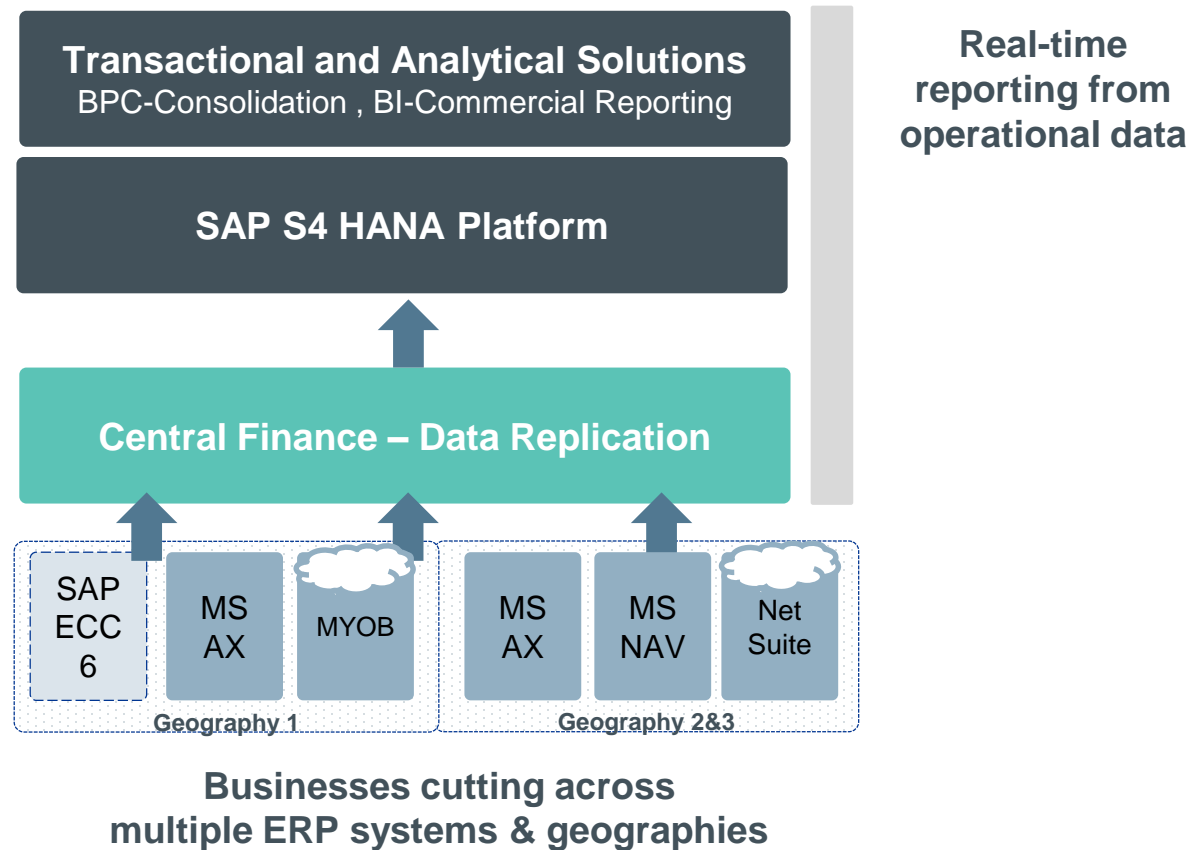 Transactional and Analytical Solutions
BPC-Consolidation , BI-Commercial Reporting
Real-time
reporting from
operational data
SAP S4 HANA Platform
Central Finance – Data Replication
SAP
ECC
6
MS
AX
MYOB
MS
AX
MS
NAV
Net
Suite
Geography 1
Geography 2&3
Businesses cutting across
multiple ERP systems & geographies